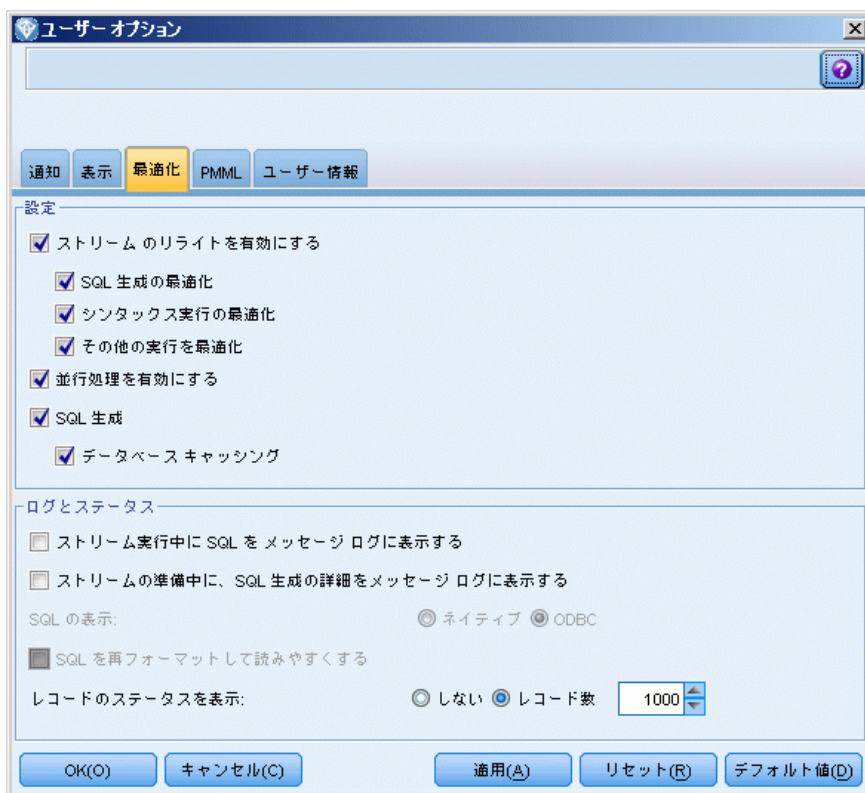 ユーザー オプション
通知 表示 最適化 PMML ユーザー情報
設定
ストリーム のリライトを有効にする
SQL 生成の最適化
シンタックス実行の最適化
その他の実行を最適化
並行処理を有効にする
SQL 生成
データベース キャッシング
ログとステータス
ストリーム実行中に SQL を メッセージ ログに表示する
ストリームの準備中に、SQL 生成の詳細をメッセージ ログに表示する
SQL の表示: ネイティブ ODBC
SQL を再フォーマットして読みやすくする
レコードのステータスを表示: しない レコード数 1000
OK(O) キャンセル(C) 適用(A) リセット(R) デフォルト値(D)